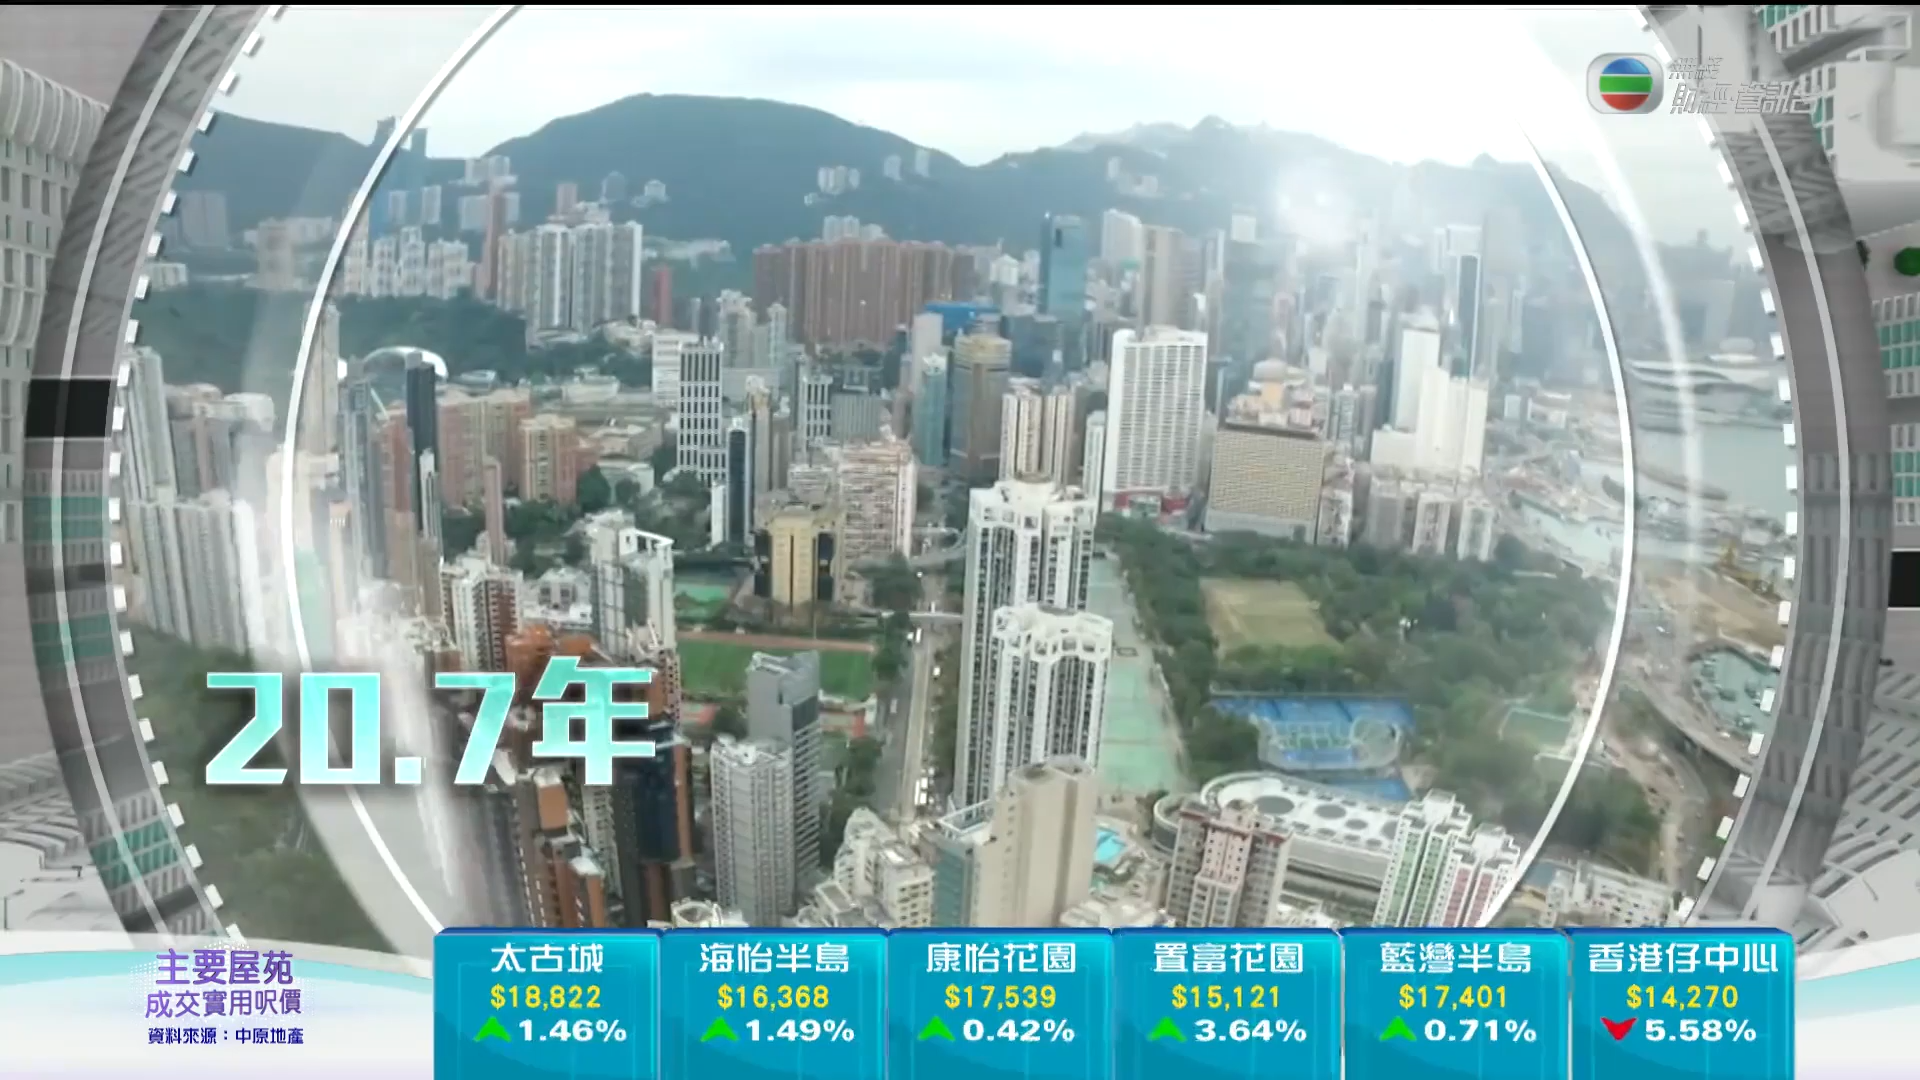 無綫
財經·資訊台
20.7年
主要屋苑
成交實用呎價
資料來源：中原地產
太古城
$18,822
1.46%
海怡半島
$16,368
1.49%
康怡花園
$17,539
0.42%
置富花園
$15,121
3.64%
藍灣半島
$17,401
0.71%
香港仔中心
$14,270
5.58%